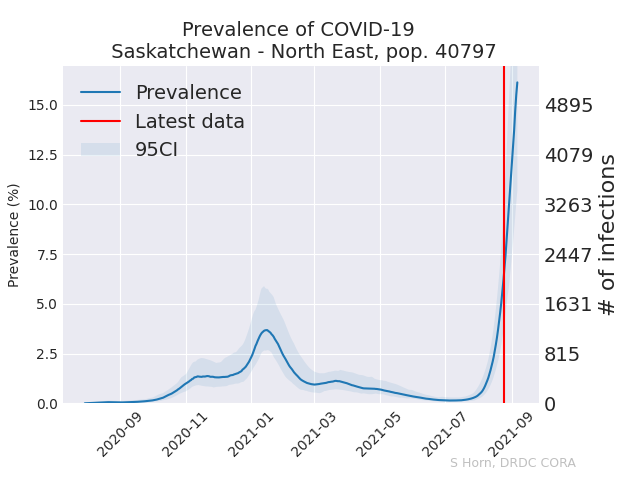 Prevalence of COVID-19
Saskatchewan - North East, pop. 40797
Prevalence
Latest data
95CI
Prevalence (%)
15.0
12.5
10.0
7.5
5.0
2.5
0.0
4895
4079
3263
2447
1631
815
0
# of infections
2020-09
2020-11
2021-01
2021-03
2021-05
2021-07
2021-09
S Horn, DRDC CORA